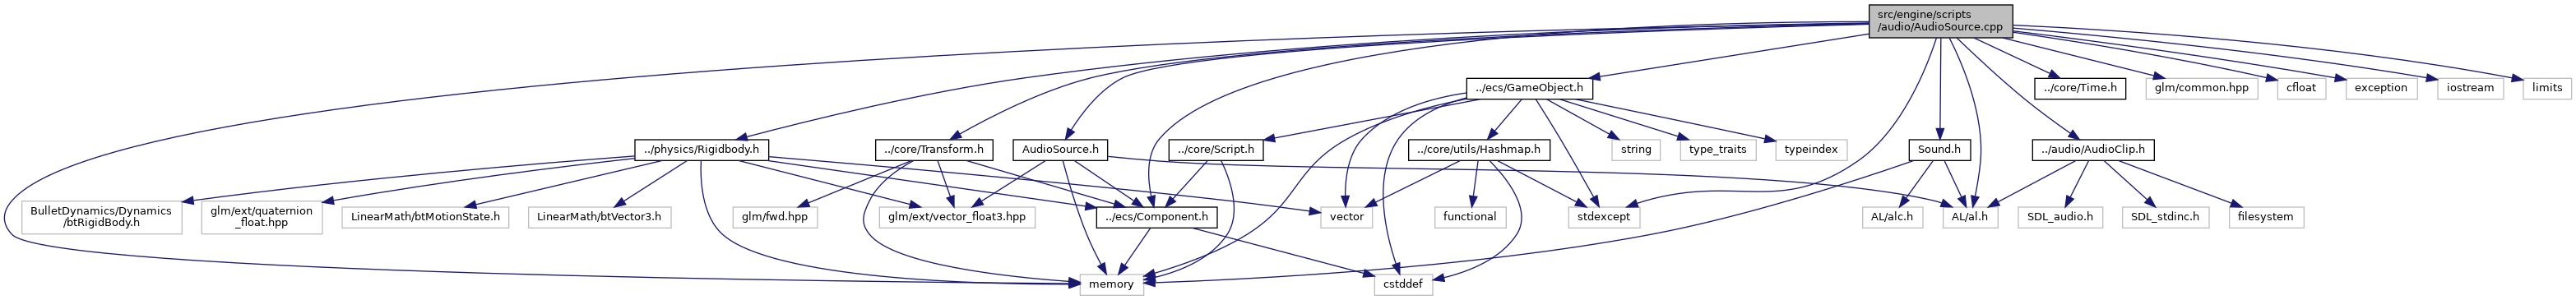 src/engine/scripts
/audio/AudioSource.cpp
../ecs/GameObject.h
../core/Time.h
glm/common.hpp
cfloat
exception
iostream
limits
../physics/Rigidbody.h
../core/Transform.h
AudioSource.h
../core/Script.h
../core/utils/Hashmap.h
string
type_traits
typeindex
Sound.h
../audio/AudioClip.h
BulletDynamics/Dynamics
/btRigidBody.h
glm/ext/quaternion
_float.hpp
LinearMath/btMotionState.h
LinearMath/btVector3.h
glm/fwd.hpp
glm/ext/vector_float3.hpp
../ecs/Component.h
vector
functional
stdexcept
AL/alc.h
AL/al.h
SDL_audio.h
SDL_stdinc.h
filesystem
memory
cstddef